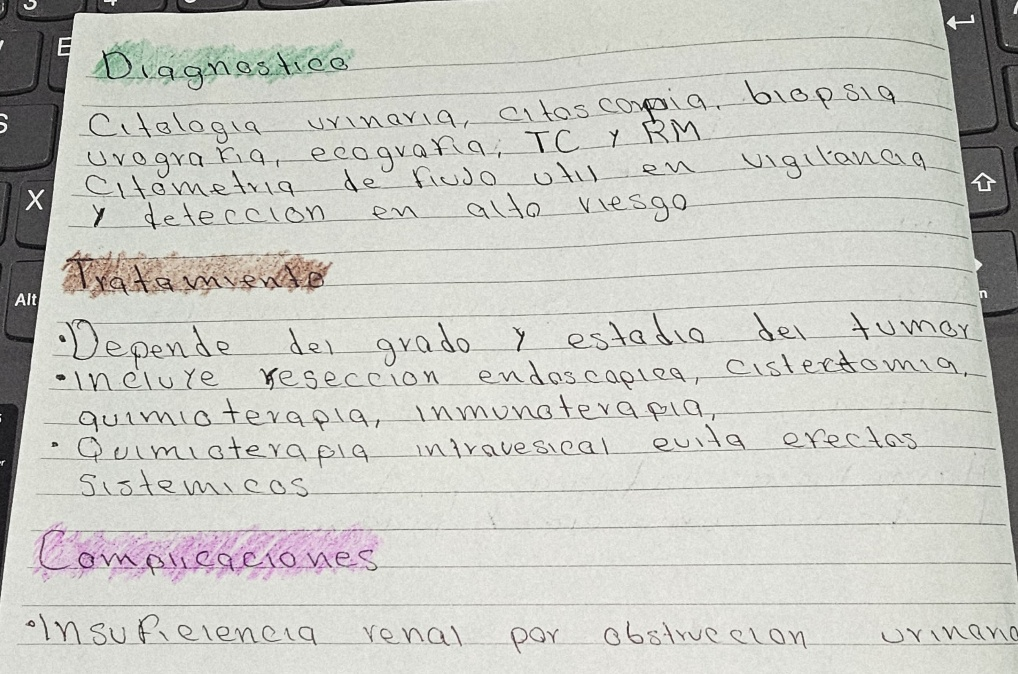 Diagnostico
Citologia urinaria, citoscopia, biopsia
urografia, ecografia, TC y RM
Citometria de flujo util en vigilancia
y deteccion en alto riesgo
Tratamiento
•Depende del grado y estadio del tumor
•incluye reseccion endoscopica, cistectomia,
quimioterapia, inmunoterapia,
• Quimioterapia intravesical evita efectos
sistemicos
Complicaciones
•Insuficiencia renal por obstruccion urinaria
E
S
X
Alt